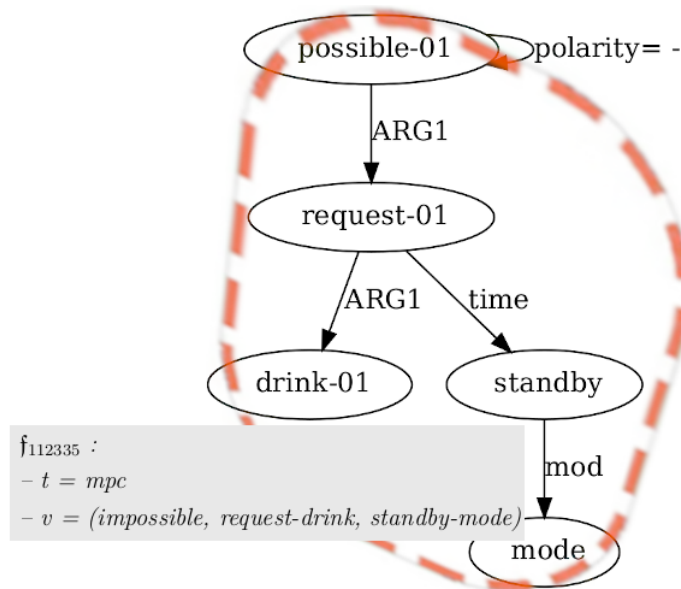 possible-01
polarity= -
ARG1
request-01
ARG1
time
drink-01
standby
𝔣112335 :
– t = mpc
mod
– v = (impossible, request-drink, standby-mode)
mode